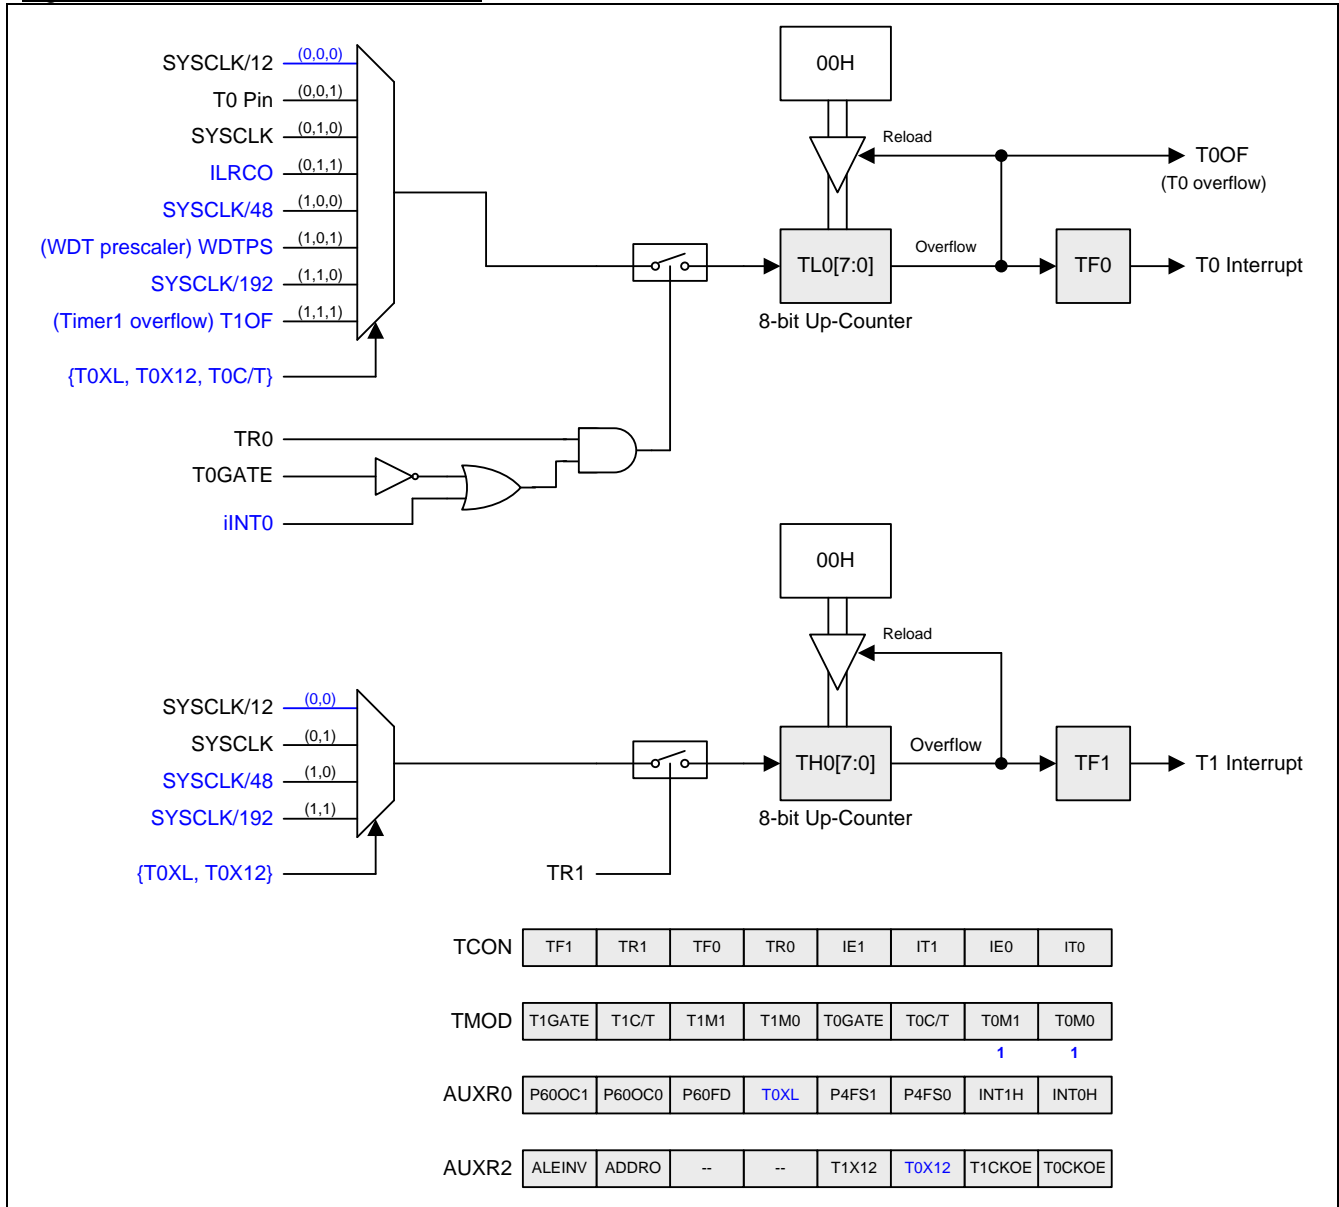 SYSCLK/12 (0,0,0)
T0 Pin (0,0,1)
SYSCLK (0,1,0)
ILRCO (0,1,1)
SYSCLK/48 (1,0,0)
(WDT prescaler) WDTPS (1,0,1)
SYSCLK/192 (1,1,0)
(Timer1 overflow) T1OF (1,1,1)
{T0XL, T0X12, T0C/T}
TR0
T0GATE
iINT0
00H
Reload
T0OF
(T0 overflow)
TL0[7:0]
Overflow
TF0
T0 Interrupt
8-bit Up-Counter
00H
Reload
SYSCLK/12 (0,0)
SYSCLK (0,1)
SYSCLK/48 (1,0)
SYSCLK/192 (1,1)
{T0XL, T0X12}
TR1
TH0[7:0]
Overflow
TF1
T1 Interrupt
8-bit Up-Counter
TCON TF1 TR1 TF0 TR0 IE1 IT1 IE0 IT0
TMOD T1GATE T1C/T T1M1 T1M0 T0GATE T0C/T T0M1 T0M0
1 1
AUXR0 P60OC1 P60OC0 P60FD T0XL P4FS1 P4FS0 INT1H INT0H
AUXR2 ALEINV ADDRO -- -- T1X12 T0X12 T1CKOE T0CKOE